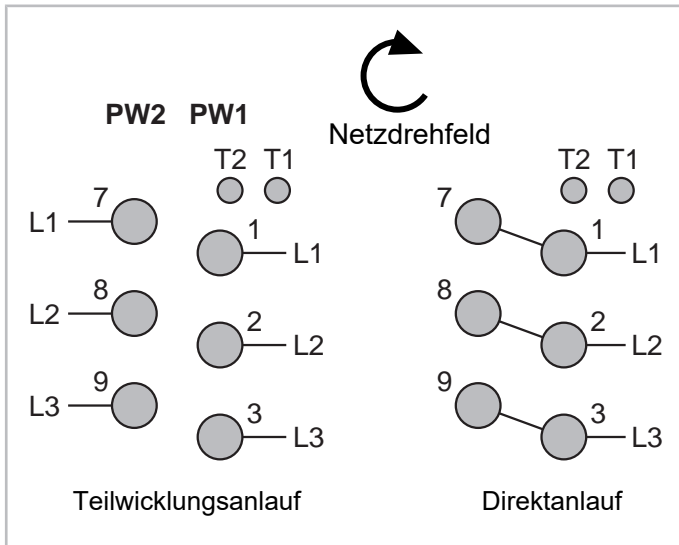 PW2 PW1
Netzdrehfeld
T2 T1
7
L1
1
L1
8
L2
2
L2
9
L3
3
L3
Teilwicklungsanlauf
T2 T1
7
1
L1
8
2
L2
9
3
L3
Direktanlauf